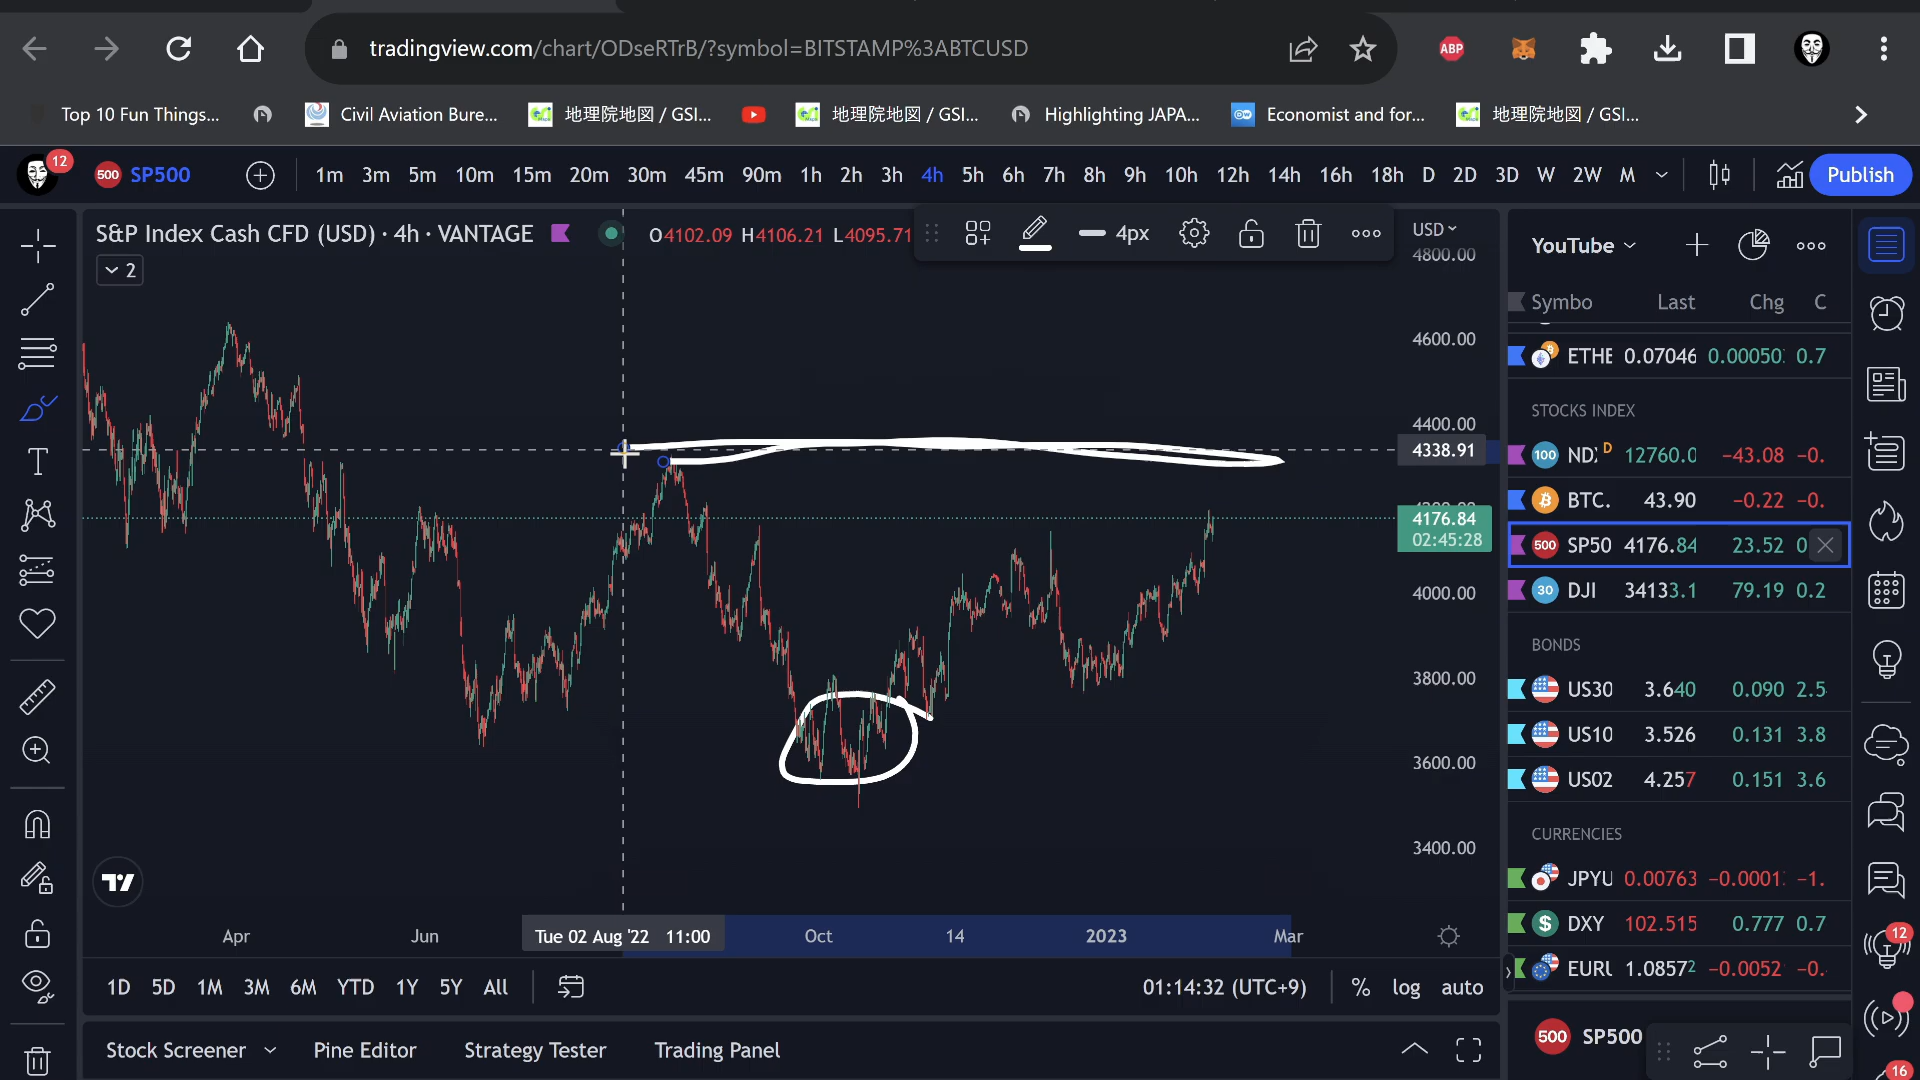 tradingview.com/chart/ODseRTrB/?symbol=BITSTAMP%3ABTCUSD
ABP
Top 10 Fun Things...
Civil Aviation Bure...
地理院地図 / GSI...
地理院地図 / GSI...
Highlighting JAPA...
Economist and for...
地理院地図 / GSI...
12
500 SP500
1m 3m 5m 10m 15m 20m 30m 45m 90m 1h 2h 3h 4h 5h 6h 7h 8h 9h 10h 12h 14h 16h 18h D 2D 3D W 2W M
Publish
S&P Index Cash CFD (USD) · 4h · VANTAGE
O4102.09 H4106.21 L4095.71
4px
USD
2
4800.00
4600.00
4400.00
4338.91
4176.84
02:45:28
4000.00
3800.00
3600.00
3400.00
Apr Jun Tue 02 Aug '22 11:00 Oct 14 2023 Mar
1D 5D 1M 3M 6M YTD 1Y 5Y All
01:14:32 (UTC+9) % log auto
Stock Screener Pine Editor Strategy Tester Trading Panel
YouTube
Symbo Last Chg C
ETHE 0.07046 0.00050 0.7
STOCKS INDEX
100 ND D 12760.0 −43.08 −0.
BTC. 43.90 −0.22 −0.
500 SP50 4176.84 23.52 0
30 DJI 34133.1 79.19 0.2
BONDS
US30 3.640 0.090 2.5
US10 3.526 0.131 3.8
US02 4.257 0.151 3.6
CURRENCIES
JPYU 0.00763 −0.0001 −1.
DXY 102.515 0.777 0.7
EURU 1.08572 −0.0052 −0.
500 SP500
12
16